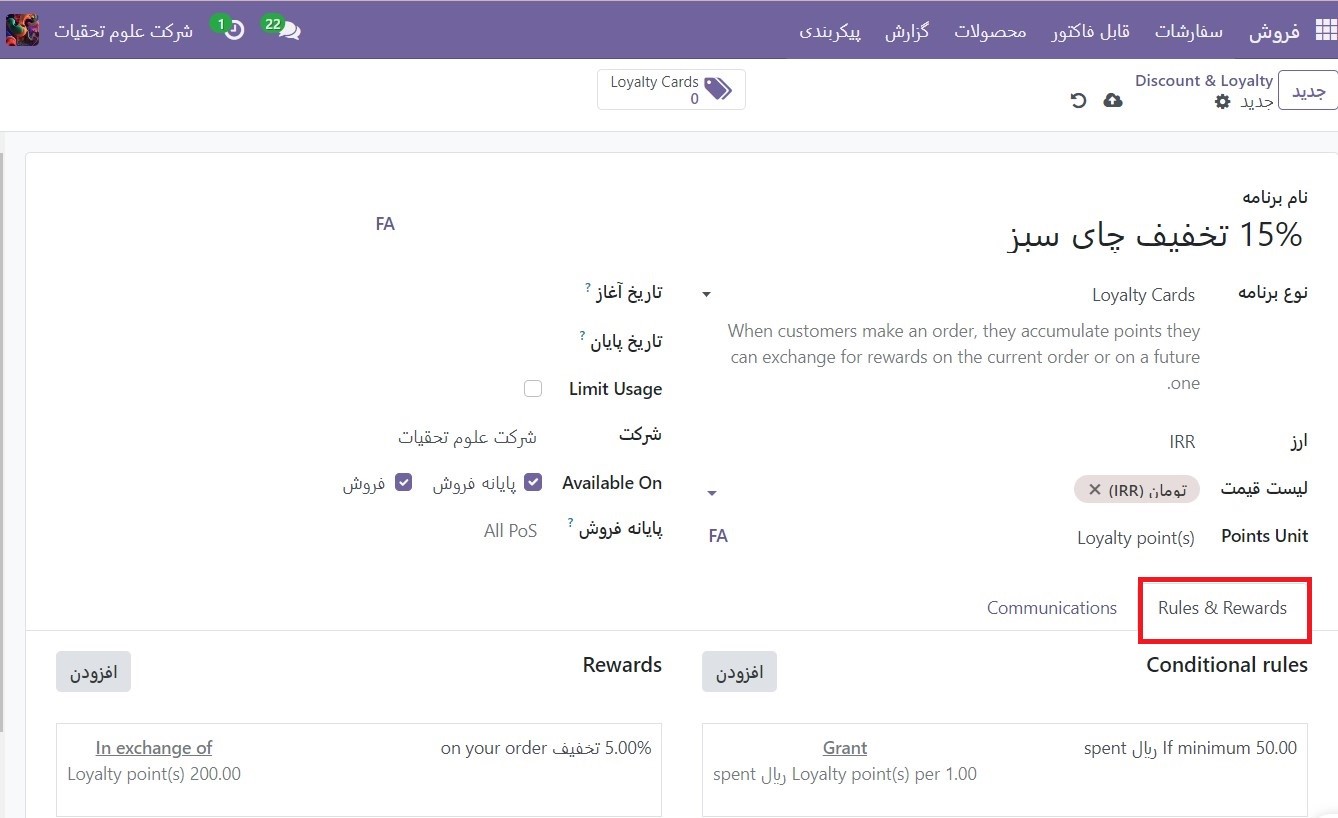 فروش سفارشات قابل فاکتور محصولات گزارش پیکربندی 22 1 شرکت علوم تحقیات
جدید Discount & Loyalty Loyalty Cards
جدید 0
نام برنامه
15% تخفیف چای سبز FA
نوع برنامه Loyalty Cards
When customers make an order, they accumulate points they
can exchange for rewards on the current order or on a future
.one
ارز IRR
لیست قیمت تومان (IRR) ✕
Points Unit Loyalty point(s) FA
تاریخ آغاز ?
تاریخ پایان ?
Limit Usage
شرکت شرکت علوم تحقیات
Available On پایانه فروش فروش
پایانه فروش ? All PoS
Rules & Rewards Communications
Conditional rules افزودن
spent ریال If minimum 50.00 Grant
spent ریال Loyalty point(s) per 1.00
Rewards افزودن
on your order تخفیف 5.00% In exchange of
Loyalty point(s) 200.00